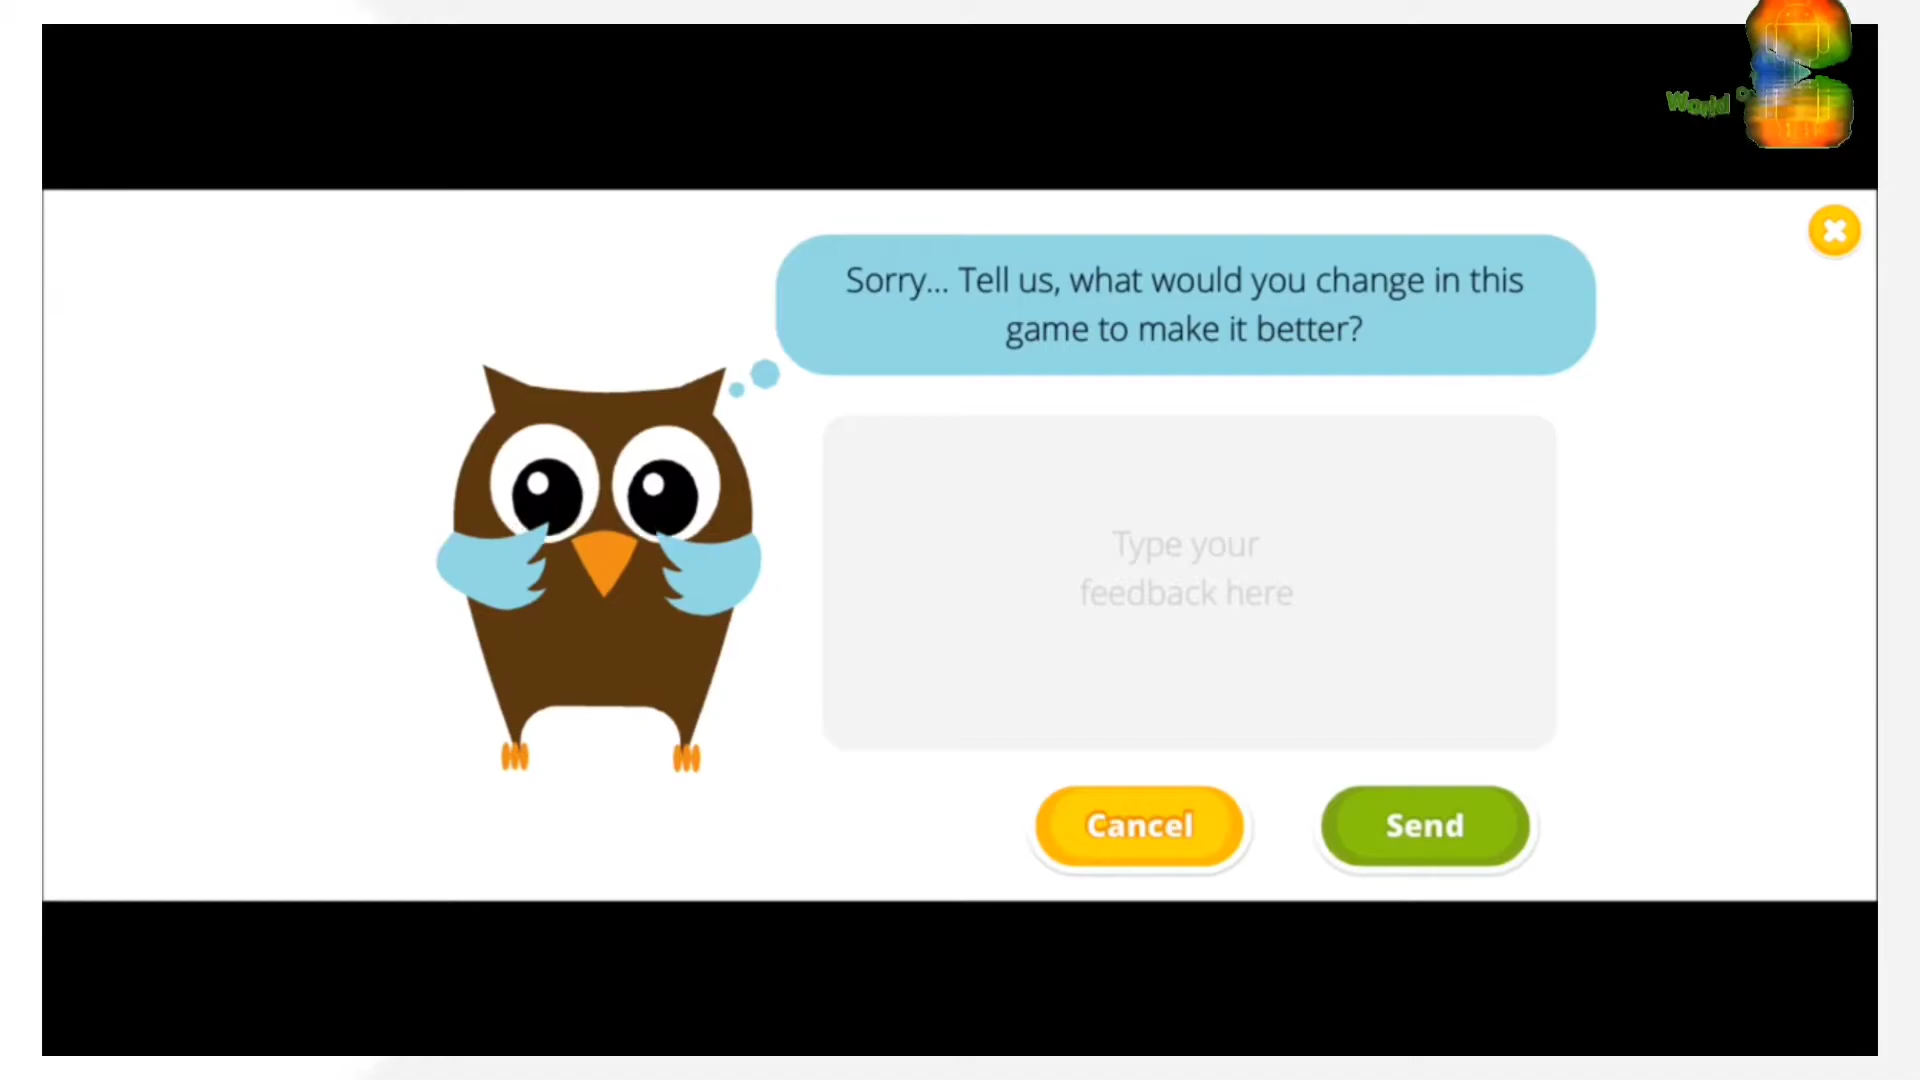 World
Sorry... Tell us, what would you change in this
game to make it better?
Type your
feedback here
Cancel
Send